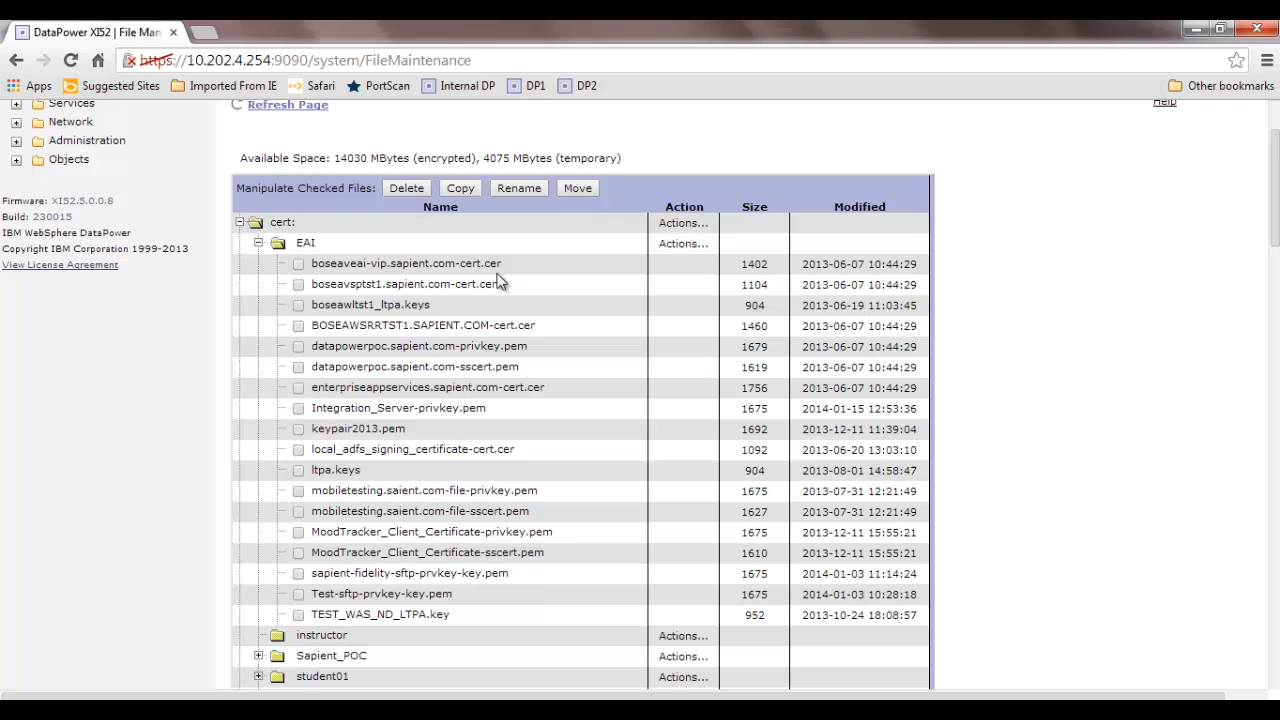 DataPower XI52 | File Man
https://10.202.4.254:9090/system/FileMaintenance
Apps Suggested Sites Imported From IE Safari PortScan Internal DP DP1 DP2 Other bookmarks
Services
Network
Administration
Objects
Firmware: XI52.5.0.0.8
Build: 230015
IBM WebSphere DataPower
Copyright IBM Corporation 1999-2013
View License Agreement
Refresh Page
Help
Available Space: 14030 MBytes (encrypted), 4075 MBytes (temporary)
Manipulate Checked Files: Delete Copy Rename Move
Name Action Size Modified
cert: Actions...
EAI Actions...
boseaveai-vip.sapient.com-cert.cer 1402 2013-06-07 10:44:29
boseavsptst1.sapient.com-cert.cer 1104 2013-06-07 10:44:29
boseawltst1_ltpa.keys 904 2013-06-19 11:03:45
BOSEAWSRRTST1.SAPIENT.COM-cert.cer 1460 2013-06-07 10:44:29
datapowerpoc.sapient.com-privkey.pem 1679 2013-06-07 10:44:29
datapowerpoc.sapient.com-sscert.pem 1619 2013-06-07 10:44:29
enterpriseappservices.sapient.com-cert.cer 1756 2013-06-07 10:44:29
Integration_Server-privkey.pem 1675 2014-01-15 12:53:36
keypair2013.pem 1692 2013-12-11 11:39:04
local_adfs_signing_certificate-cert.cer 1092 2013-06-20 13:03:10
ltpa.keys 904 2013-08-01 14:58:47
mobiletesting.saient.com-file-privkey.pem 1675 2013-07-31 12:21:49
mobiletesting.saient.com-file-sscert.pem 1627 2013-07-31 12:21:49
MoodTracker_Client_Certificate-privkey.pem 1675 2013-12-11 15:55:21
MoodTracker_Client_Certificate-sscert.pem 1610 2013-12-11 15:55:21
sapient-fidelity-sftp-prvkey-key.pem 1675 2014-01-03 11:14:24
Test-sftp-prvkey-key.pem 1675 2014-01-03 10:28:18
TEST_WAS_ND_LTPA.key 952 2013-10-24 18:08:57
instructor Actions...
Sapient_POC Actions...
student01 Actions...